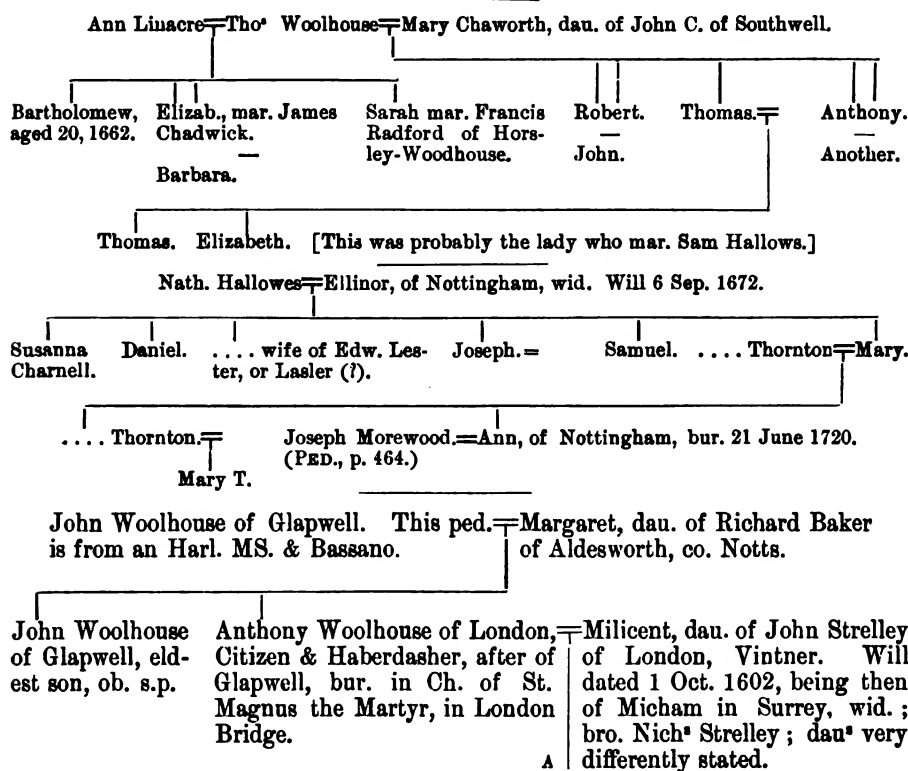 Ann Linacre╤Thoˢ Woolhouse╤Mary Chaworth, dau. of John C. of Southwell.
Bartholomew, aged 20, 1662.
Elizab., mar. James Chadwick.
—
Barbara.
Sarah mar. Francis Radford of Hors-
ley-Woodhouse.
Robert.
—
John.
Thomas.╤
Anthony.
—
Another.
Thomas. Elizabeth. [This was probably the lady who mar. Sam Hallows.]
Nath. Hallowes╤Ellinor, of Nottingham, wid. Will 6 Sep. 1672.
Susanna
Charnell.
Daniel.
.... wife of Edw. Les-
ter, or Lasler (?).
Joseph.=
Samuel.
.... Thornton╤Mary.
.... Thornton.╤
Mary T.
Joseph Morewood.=Ann, of Nottingham, bur. 21 June 1720.
(PED., p. 464.)
John Woolhouse of Glapwell. This ped.╤Margaret, dau. of Richard Baker
is from an Harl. MS. & Bassano.
of Aldesworth, co. Notts.
John Woolhouse
of Glapwell, eld-
est son, ob. s.p.
Anthony Woolhouse of London,╤
Citizen & Haberdasher, after of
Glapwell, bur. in Ch. of St.
Magnus the Martyr, in London
Bridge.
A
Milicent, dau. of John Strelley
of London, Vintner. Will
dated 1 Oct. 1602, being then
of Micham in Surrey, wid. ;
bro. Nichˢ Strelley ; dauˢ very
differently stated.